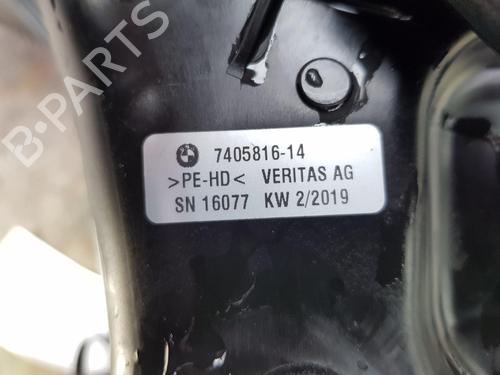 B-PARTS
7405816-14
>PE-HD< VERITAS AG
SN 16077 KW 2/2019